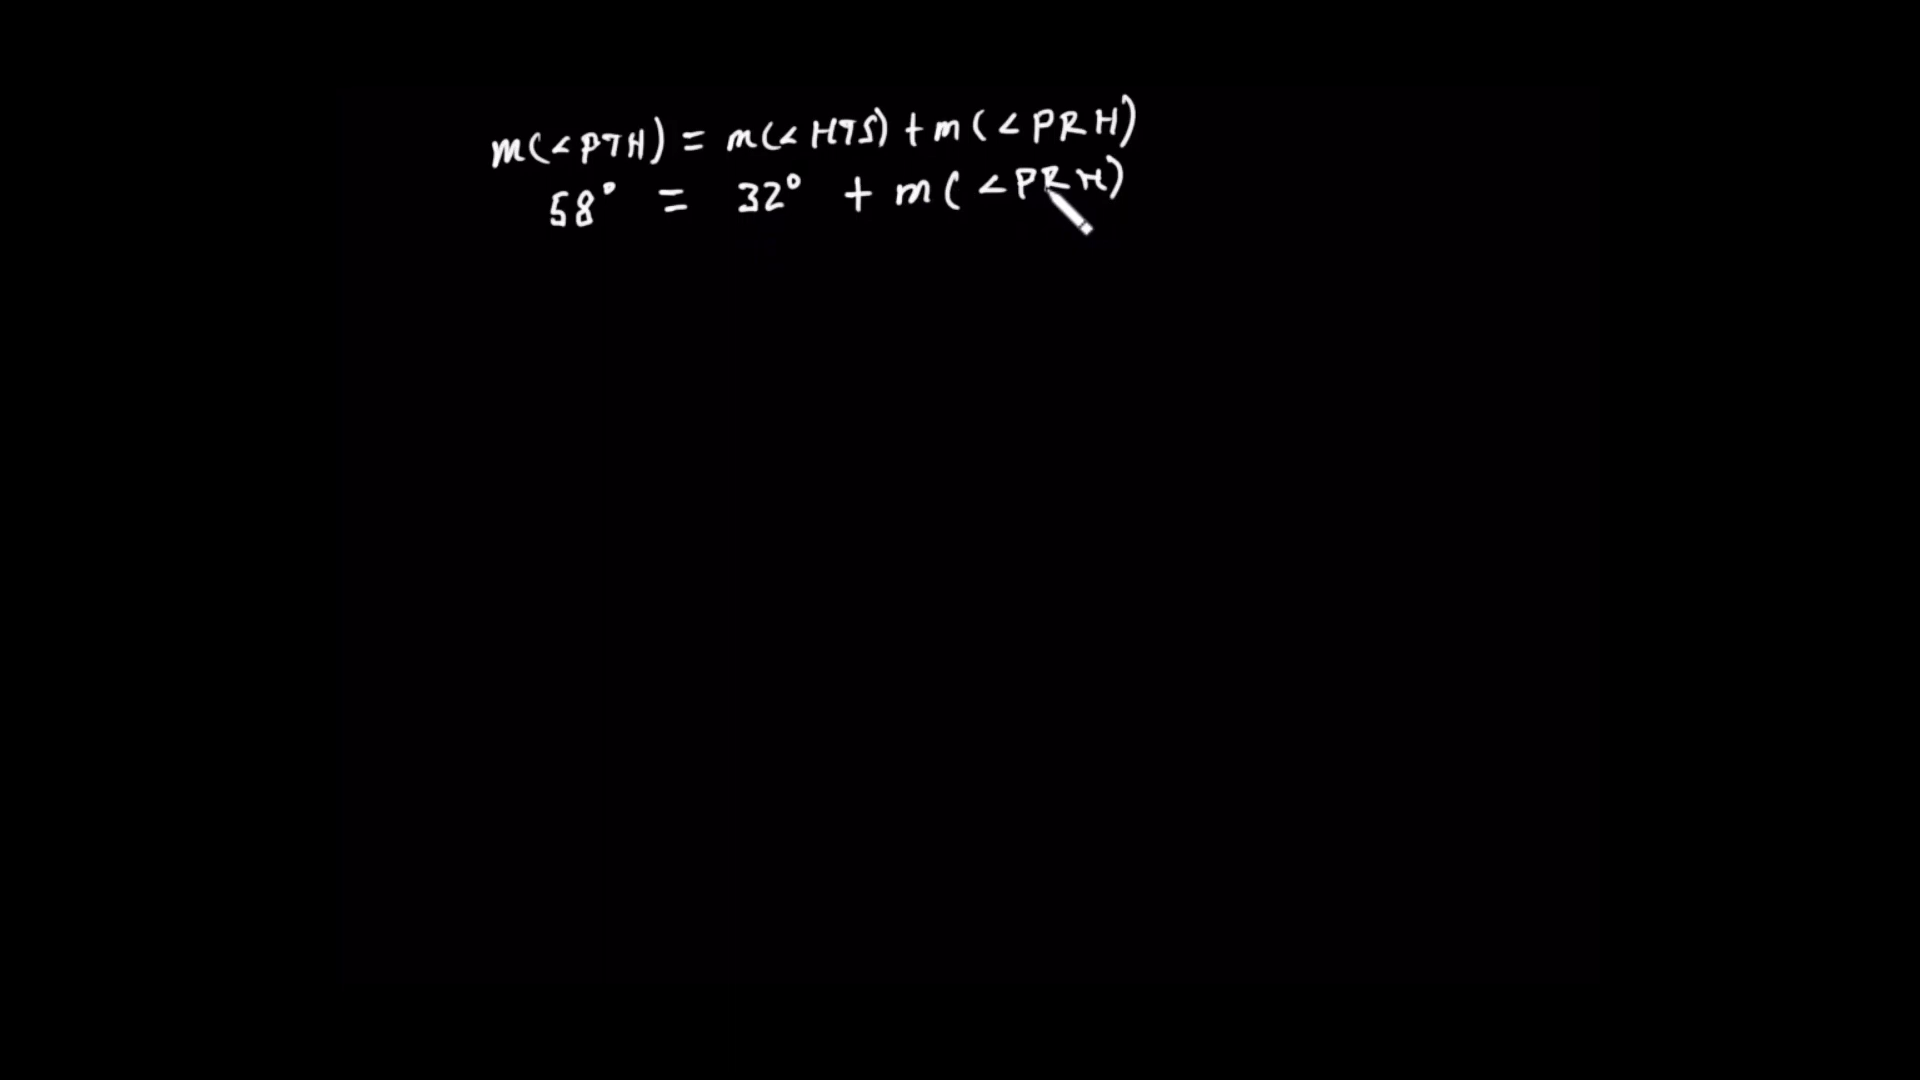 m(∠PTH) = m(∠HTS) + m(∠PRH)
58° = 32° + m(∠PRH)